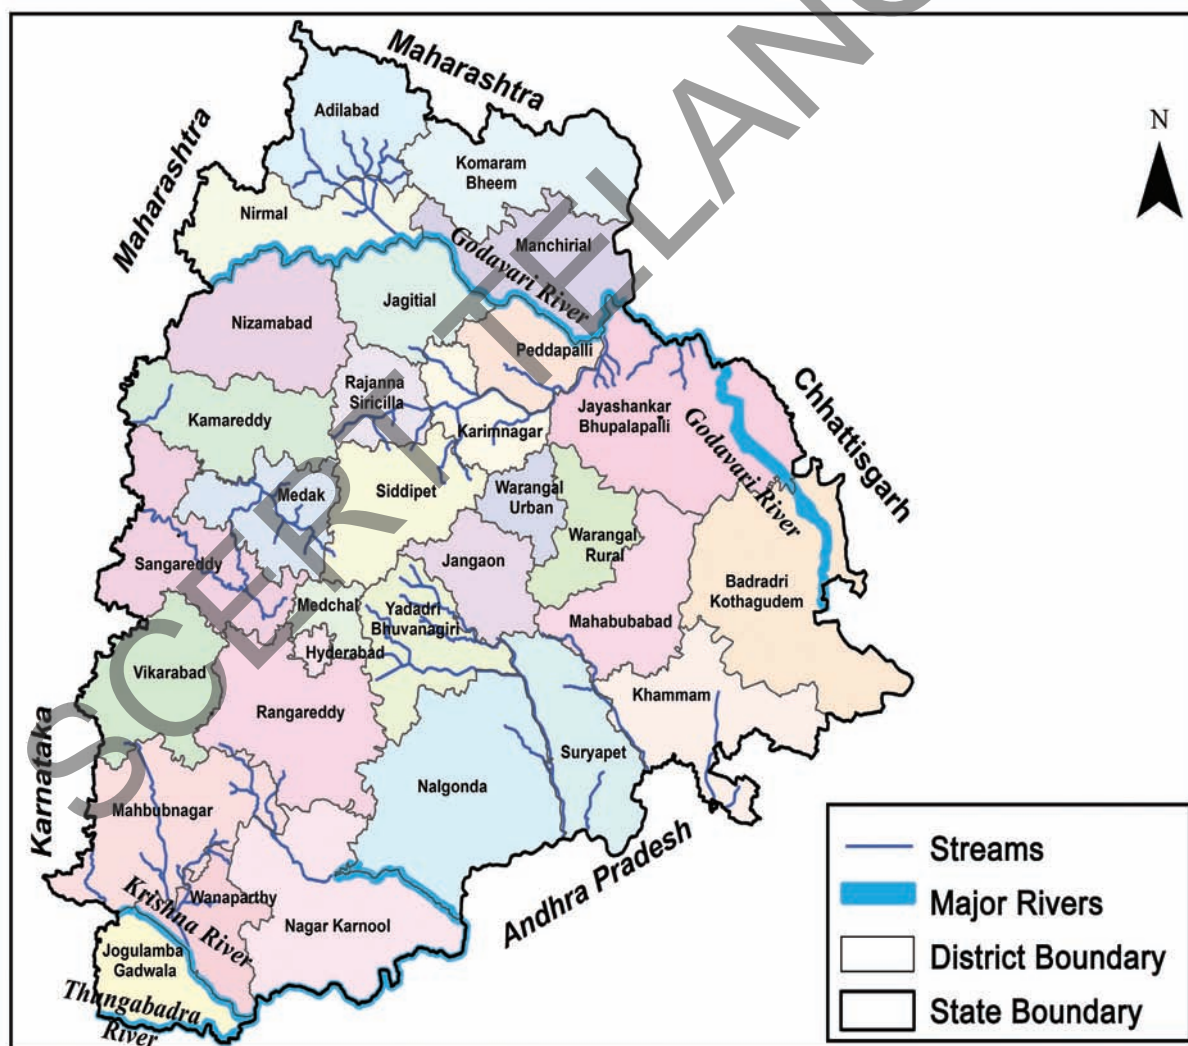 Maharashtra
Adilabad
N
Maharashtra
Komaram
Bheem
Nirmal
Godavari River
Manchirial
Jagitial
Nizamabad
Peddapalli
Rajanna
Siricilla
Chhattisgarh
Kamareddy
Karimnagar
Jayashankar
Bhupalapalli
Godavari River
Medak
Siddipet
Warangal
Urban
Warangal
Rural
Sangareddy
Jangaon
Badradri
Kothagudem
Medchal
Yadadri
Bhuvanagiri
Mahabubabad
Hyderabad
Vikarabad
Khammam
Rangareddy
Karnataka
Suryapet
Nalgonda
Mahbubnagar
Andhra Pradesh
Krishna River
Wanaparthy
Nagar Karnool
Jogulamba
Gadwala
Thungabadra
River
Streams
Major Rivers
District Boundary
State Boundary